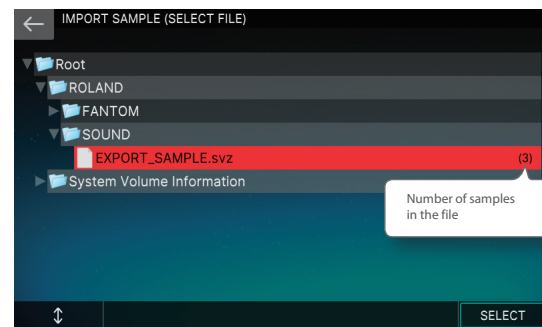 IMPORT SAMPLE (SELECT FILE)
Root
ROLAND
FANTOM
SOUND
EXPORT_SAMPLE.svz (3)
System Volume Information
Number of samples
in the file
SELECT